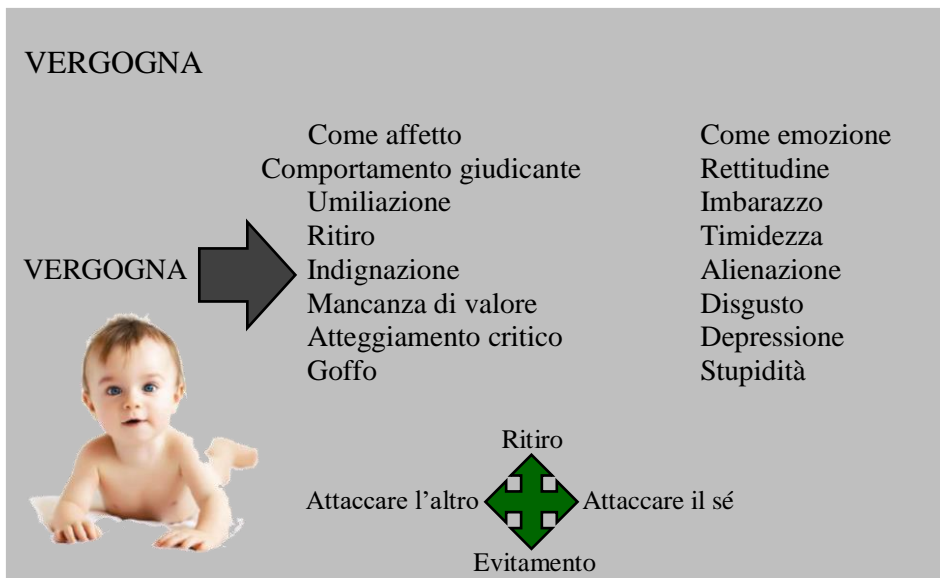 VERGOGNA
Come affetto Come emozione
Comportamento giudicante Rettitudine
Umiliazione Imbarazzo
Ritiro Timidezza
VERGOGNA Indignazione Alienazione
Mancanza di valore Disgusto
Atteggiamento critico Depressione
Goffo Stupidità
Ritiro
Attaccare l'altro Attaccare il sé
Evitamento